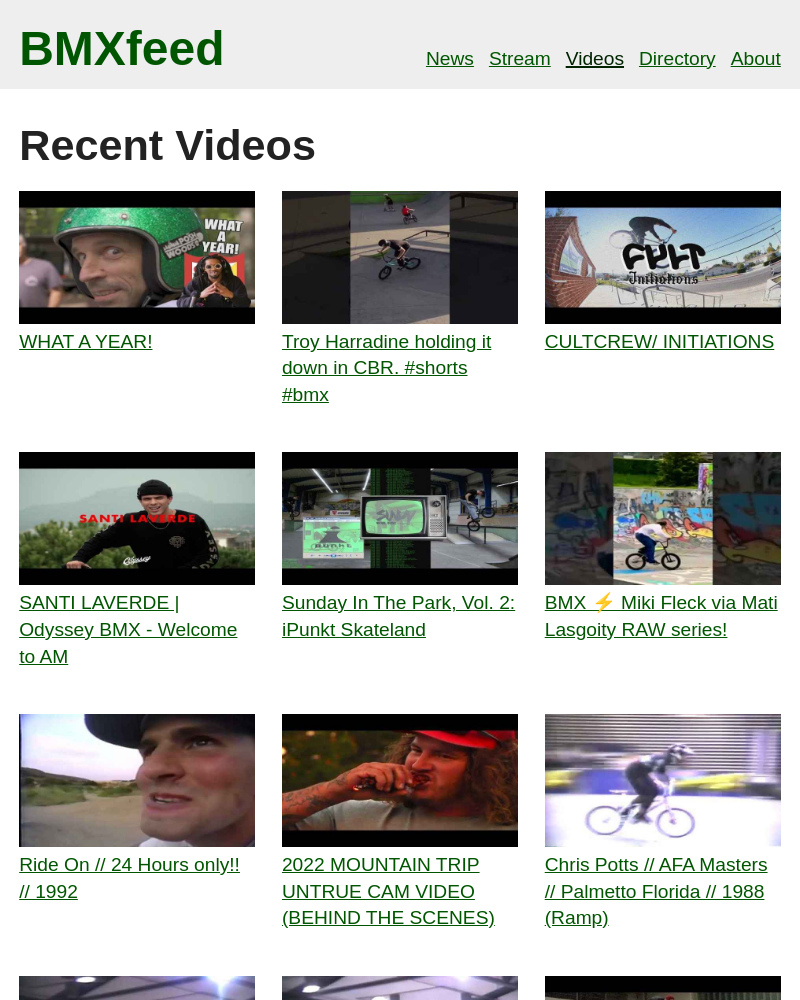 BMXfeed
News Stream Videos Directory About
Recent Videos
WHAT
A
YEAR!
WHAT A YEAR!
Troy Harradine holding it
down in CBR. #shorts
#bmx
CULT
Initiations
CULTCREW/ INITIATIONS
SANTI LAVERDE
Odyssey
SANTI LAVERDE |
Odyssey BMX - Welcome
to AM
Sunday In The Park, Vol. 2:
iPunkt Skateland
BMX ⚡ Miki Fleck via Mati
Lasgoity RAW series!
Ride On // 24 Hours only!!
// 1992
2022 MOUNTAIN TRIP
UNTRUE CAM VIDEO
(BEHIND THE SCENES)
Chris Potts // AFA Masters
// Palmetto Florida // 1988
(Ramp)